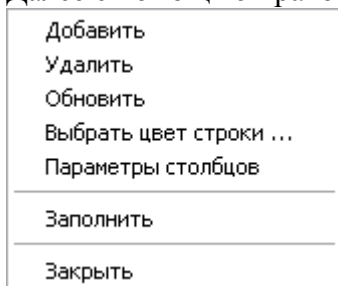 Добавить
Удалить
Обновить
Выбрать цвет строки ...
Параметры столбцов
Заполнить
Закрыть